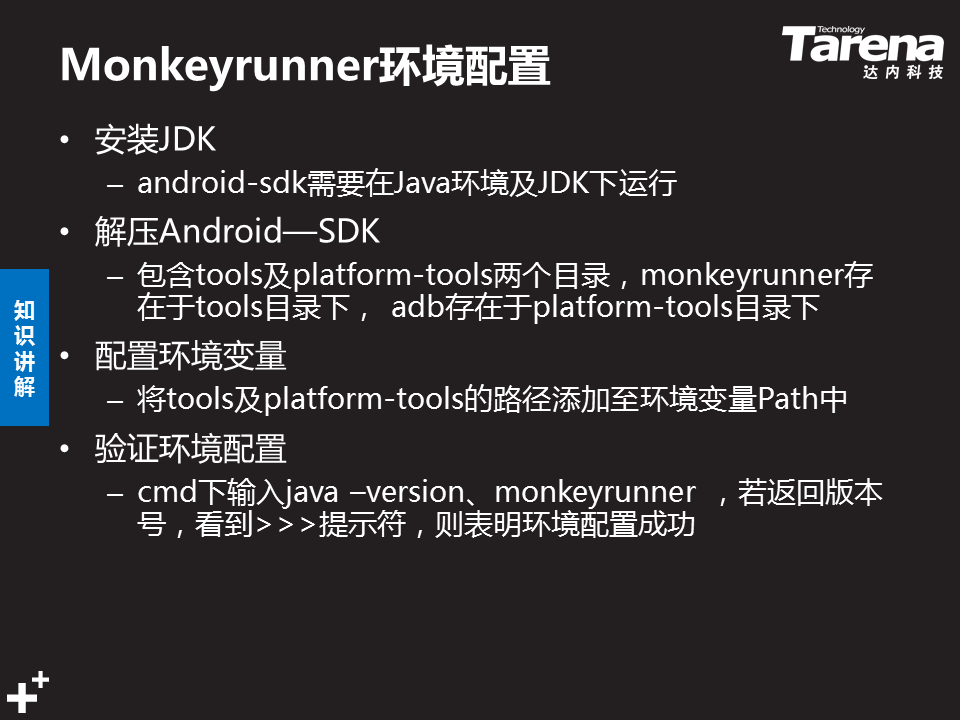 Monkeyrunner环境配置
Technology
Tarena
达内科技
• 安装JDK
– android-sdk需要在Java环境及JDK下运行
• 解压Android—SDK
– 包含tools及platform-tools两个目录，monkeyrunner存
在于tools目录下， adb存在于platform-tools目录下
• 配置环境变量
– 将tools及platform-tools的路径添加至环境变量Path中
• 验证环境配置
– cmd下输入java –version、monkeyrunner ，若返回版本
号，看到>>>提示符，则表明环境配置成功
知
识
讲
解